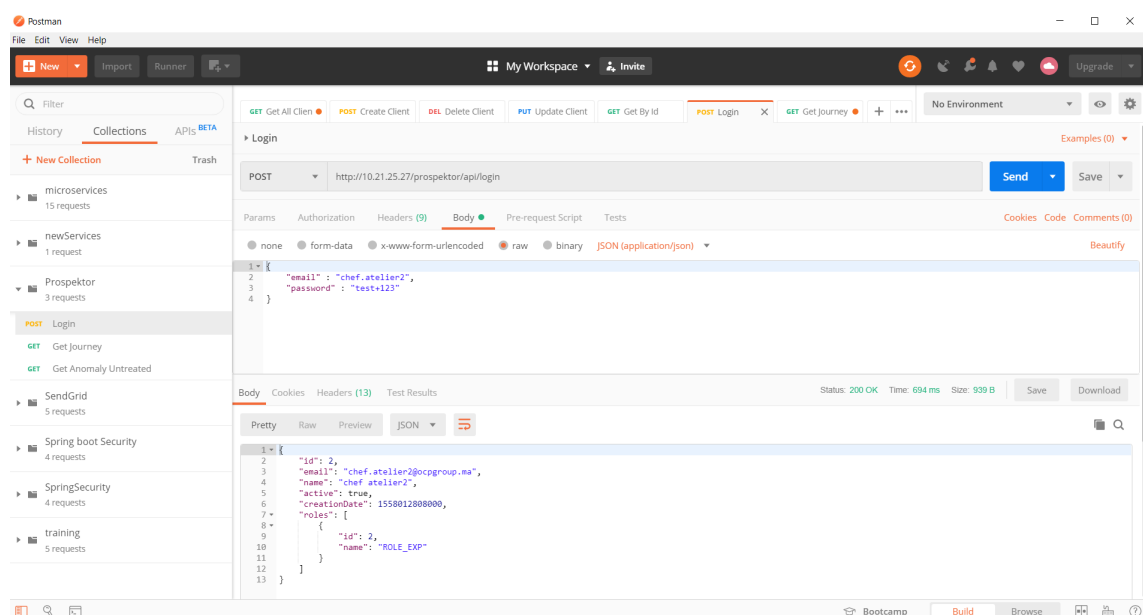 Postman
File Edit View Help
New Import Runner My Workspace Invite Upgrade
Filter
History Collections APIs BETA
+ New Collection Trash
microservices
15 requests
newServices
1 request
Prospektor
3 requests
POST Login
GET Get Journey
GET Get Anomaly Untreated
SendGrid
5 requests
Spring boot Security
4 requests
SpringSecurity
4 requests
training
5 requests
GET Get All Clien POST Create Client DEL Delete Client PUT Update Client GET Get By Id POST Login X GET Get Journey + ••• No Environment
Login Examples (0)
POST http://10.21.25.27/prospektor/api/login Send Save
Params Authorization Headers (9) Body Pre-request Script Tests Cookies Code Comments (0)
none form-data x-www-form-urlencoded raw binary JSON (application/json) Beautify
1 {
2 "email" : "chef.atelier2",
3 "password" : "test+123"
4 }
Body Cookies Headers (13) Test Results Status: 200 OK Time: 694 ms Size: 939 B Save Download
Pretty Raw Preview JSON
1 {
2 "id": 2,
3 "email": "chef.atelier2@ocpgroup.ma",
4 "name": "chef atelier2",
5 "active": true,
6 "creationDate": 1558012808000,
7 "roles": [
8 {
9 "id": 2,
10 "name": "ROLE_EXP"
11 }
12 ]
13 }
Bootcamp Build Browse